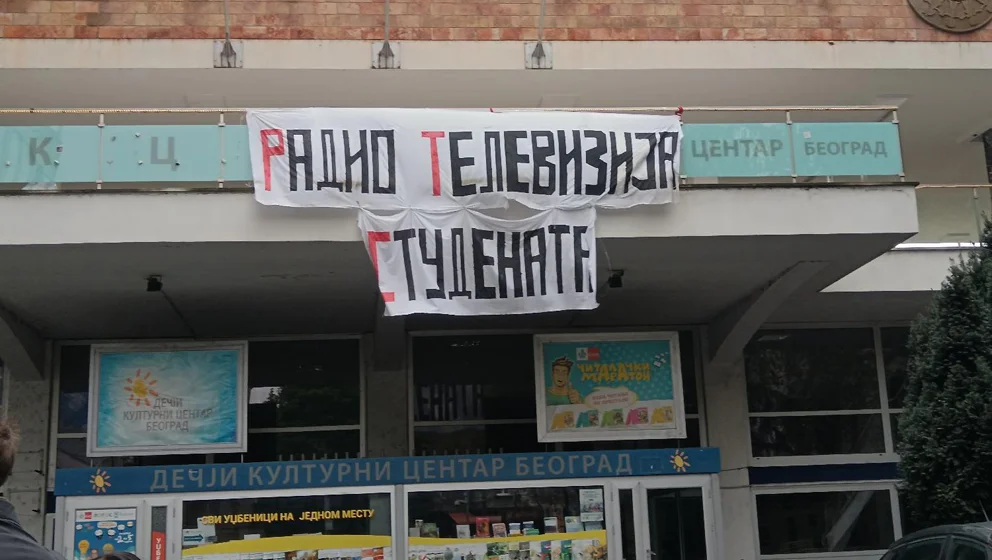 К Ц
РАДИО ТЕЛЕВИЗИЈА
ЦЕНТАР БЕОГРАД
СТУДЕНАТА
ДЕЧЈИ
КУЛТУРНИ ЦЕНТАР
БЕОГРАД
ЧИТАЛАЧКИ
ДЕЧЈИ КУЛТУРНИ ЦЕНТАР БЕОГРАД
СВИ УЏБЕНИЦИ НА ЈЕДНОМ МЕСТУ